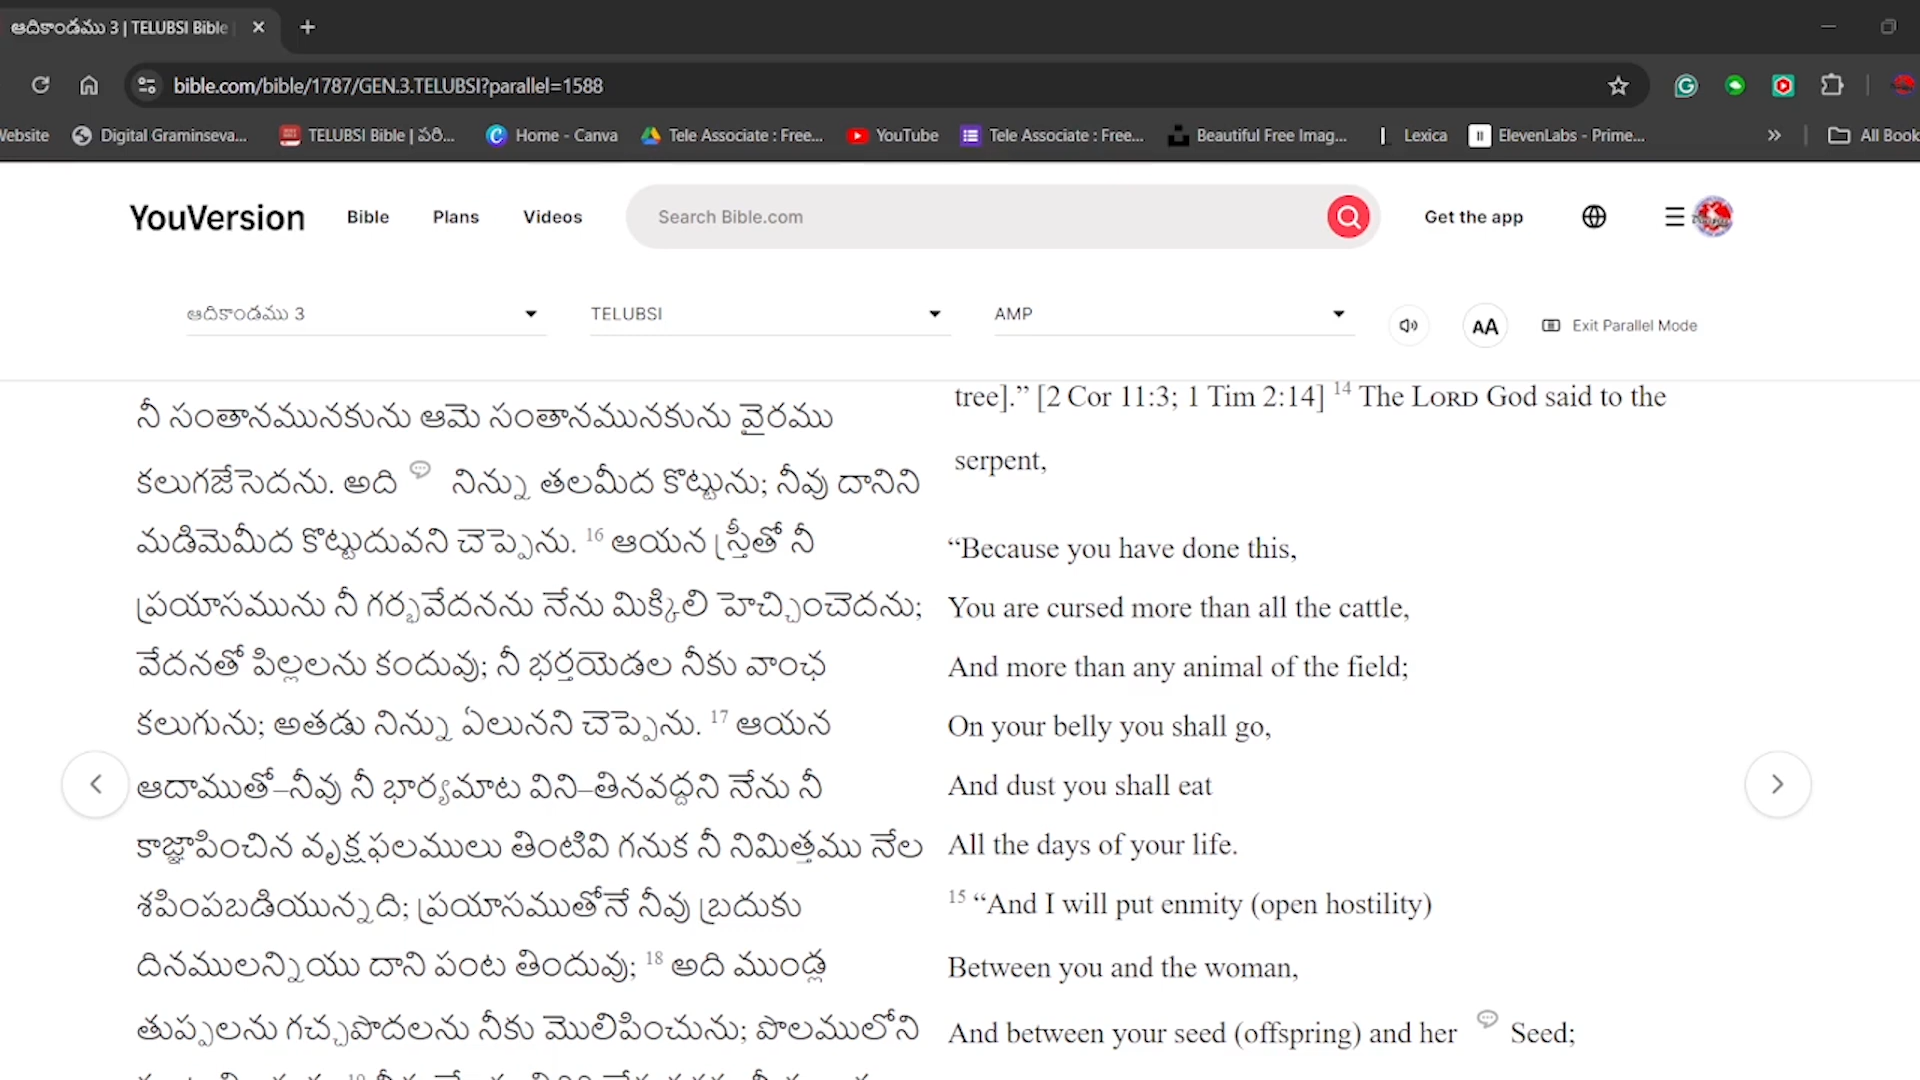 ఆదికాండము 3 | TELUBSI Bible
bible.com/bible/1787/GEN.3.TELUBSI?parallel=1588
Website
Digital Graminseva...
TELUBSI Bible | పరి...
Home - Canva
Tele Associate : Free...
YouTube
Tele Associate : Free...
Beautiful Free Imag...
Lexica
ElevenLabs - Prime...
All Book
YouVersion
Bible
Plans
Videos
Search Bible.com
Get the app
ఆదికాండము 3
TELUBSI
AMP
AA
Exit Parallel Mode
నీ సంతానమునకును ఆమె సంతానమునకును వైరము
కలుగజేసెదను. అది నిన్ను తలమీద కొట్టును; నీవు దానిని
మడిమెమీద కొట్టుదువని చెప్పెను. 16 ఆయన స్త్రీతో నీ
ప్రయాసమును నీ గర్భవేదనను నేను మిక్కిలి హెచ్చించెదను;
వేదనతో పిల్లలను కందువు; నీ భర్తయెడల నీకు వాంఛ
కలుగును; అతడు నిన్ను ఏలునని చెప్పెను. 17 ఆయన
ఆదాముతో–నీవు నీ భార్యమాట విని–తినవద్దని నేను నీ
కాజ్ఞాపించిన వృక్షఫలములు తింటివి గనుక నీ నిమిత్తము నేల
శపింపబడియున్నది; ప్రయాసముతోనే నీవు బ్రదుకు
దినములన్నియు దాని పంట తిందువు; 18 అది ముండ్ల
తుప్పలను గచ్చపొదలను నీకు మొలిపించును; పొలములోని
tree].” [2 Cor 11:3; 1 Tim 2:14] 14 The LORD God said to the
serpent,
“Because you have done this,
You are cursed more than all the cattle,
And more than any animal of the field;
On your belly you shall go,
And dust you shall eat
All the days of your life.
15 “And I will put enmity (open hostility)
Between you and the woman,
And between your seed (offspring) and her Seed;